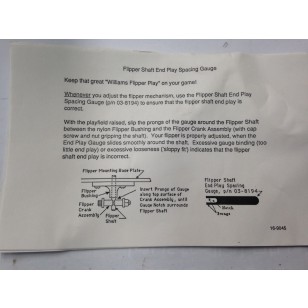 Flipper Shaft End Play Spacing Gauge
Keep that great "Williams Flipper Play" on your game!
Whenever you adjust the flipper mechanism, use the Flipper Shaft End Play
Spacing Gauge (p/n 03-8194) to ensure that the flipper shaft end play is
correct.
With the playfield raised, slip the prongs of the gauge around the Flipper Shaft
between the nylon Flipper Bushing and the Flipper Crank Assembly (with cap
screw and nut gripping the shaft). Your flipper is properly adjusted, when the
End Play Gauge slides smoothly around the shaft. Excessive gauge binding (too
little end play) or excessive looseness ('sloppy fit') indicates that the flipper
end play is incorrect.
Flipper Mounting Base Plate
Flipper
Bushing
Flipper
Crank
Assembly
Flipper
Shaft
Insert Prongs of Gauge
along top surface of
Crank Assembly, until
Gauge Notch surrounds
Flipper Shaft
Flipper Shaft
End Play Spacing
Gauge, p/n 03-8194
Notch
Prongs